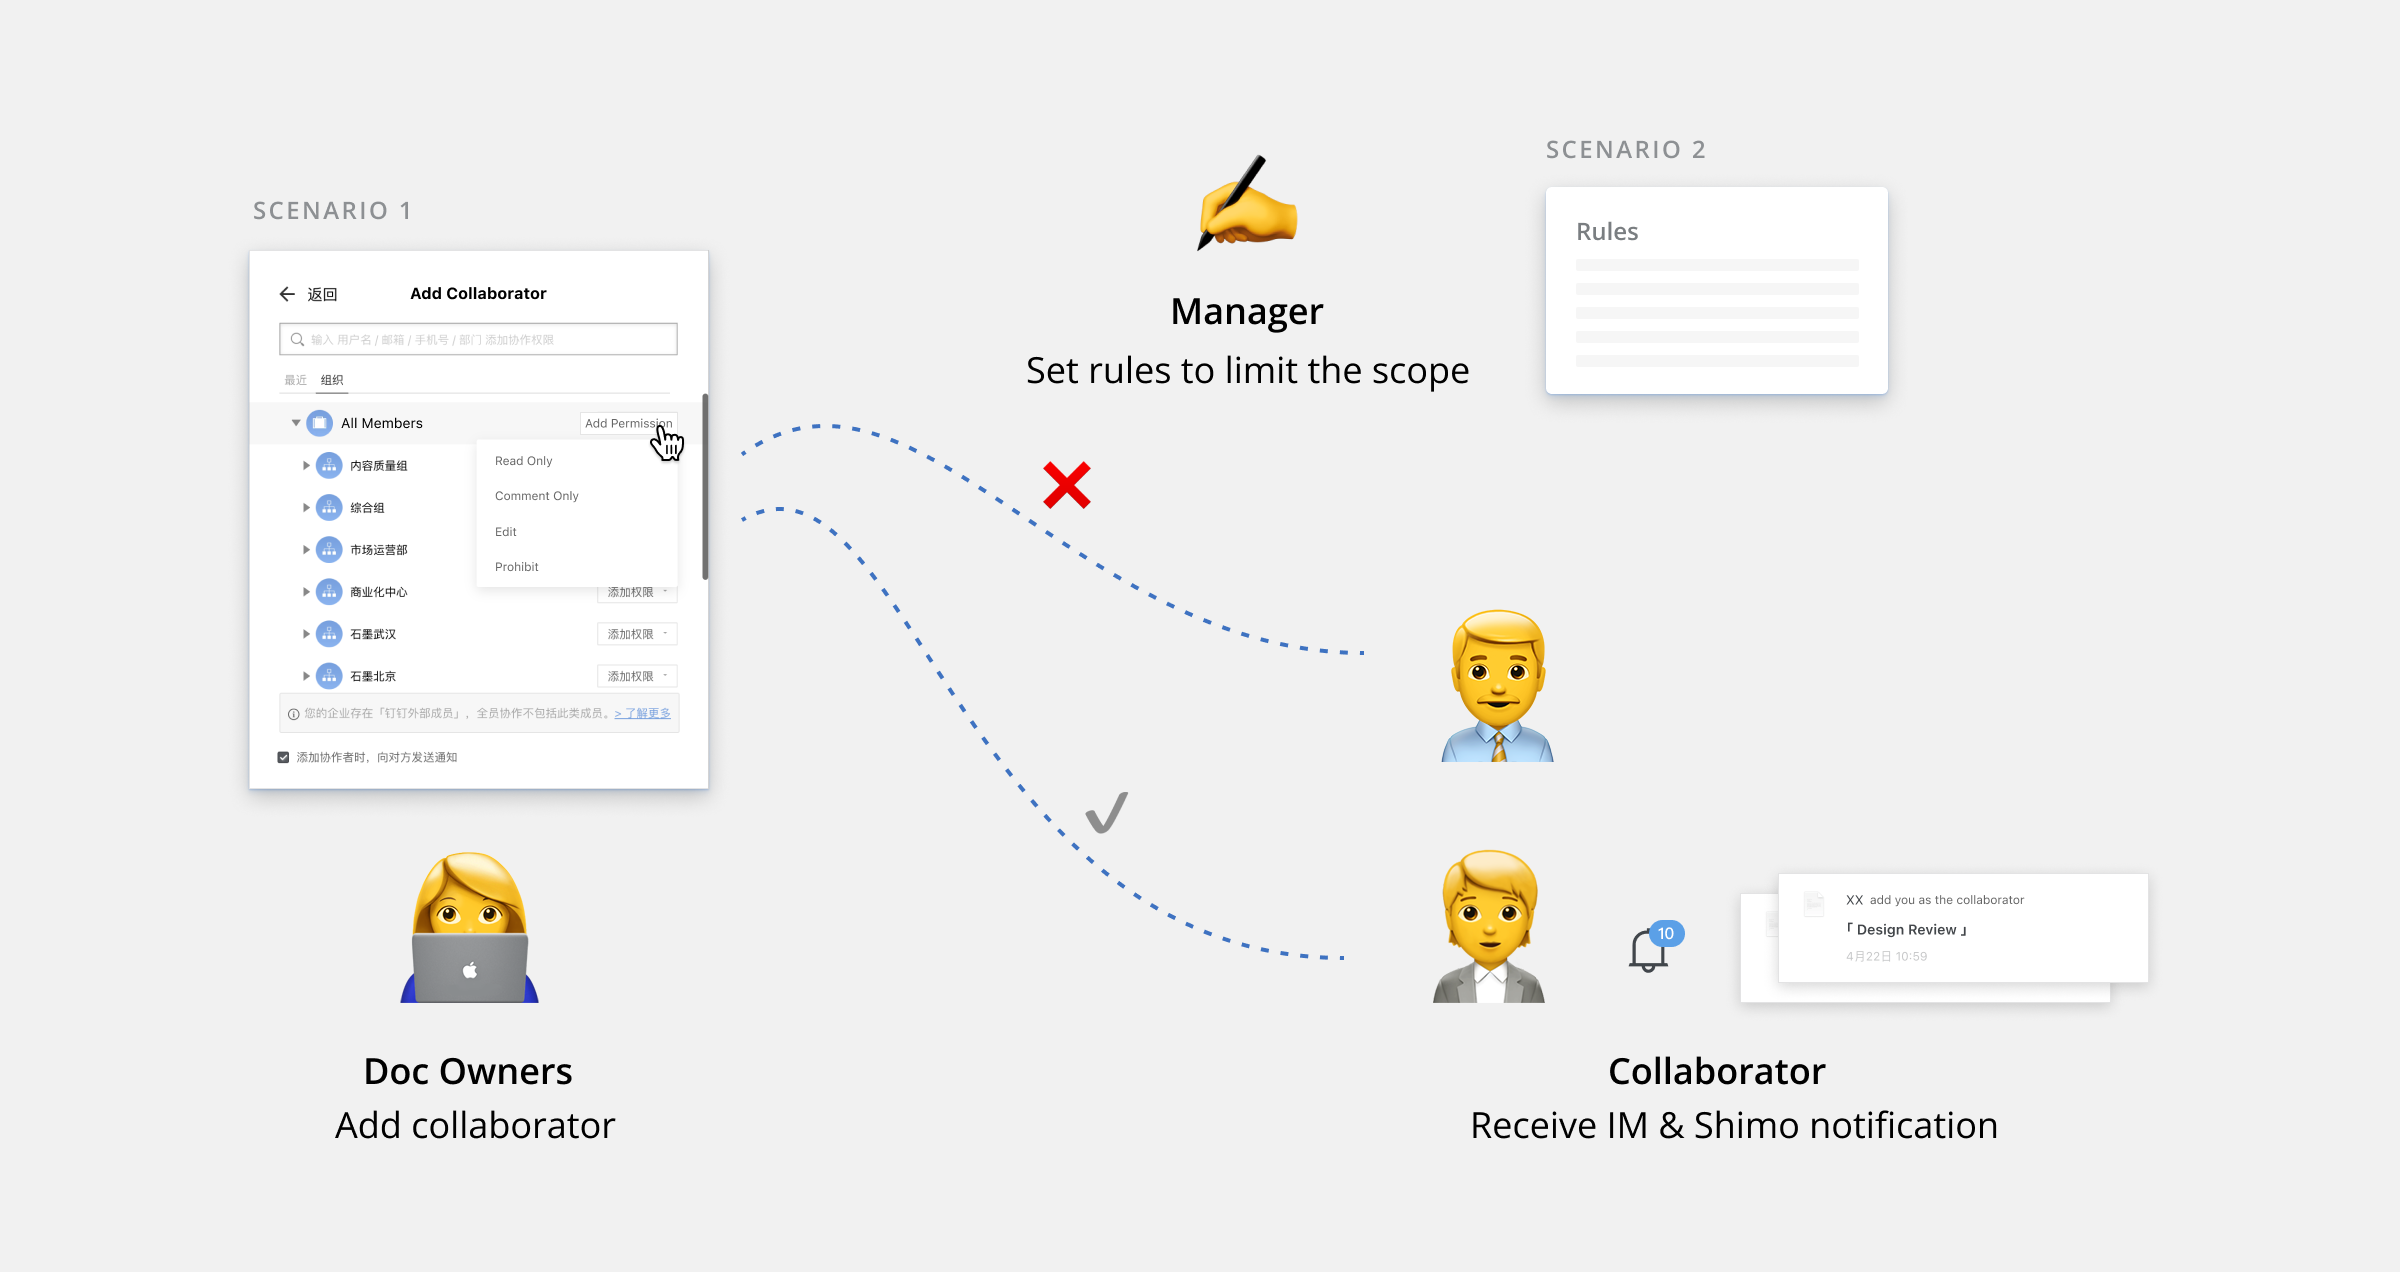 SCENARIO 1
← 返回
Add Collaborator
输入 用户名 / 邮箱 / 手机号 / 部门 添加协作权限
最近 组织
All Members
Add Permission
内容质量组
综合组
市场运营部
商业化中心
添加权限
石墨武汉
添加权限
石墨北京
添加权限
Read Only
Comment Only
Edit
Prohibit
您的企业存在「钉钉外部成员」，全员协作不包括此类成员。> 了解更多
添加协作者时，向对方发送通知
Doc Owners
Add collaborator
Manager
Set rules to limit the scope
SCENARIO 2
Rules
10
XX add you as the collaborator
「 Design Review 」
4月22日 10:59
Collaborator
Receive IM & Shimo notification